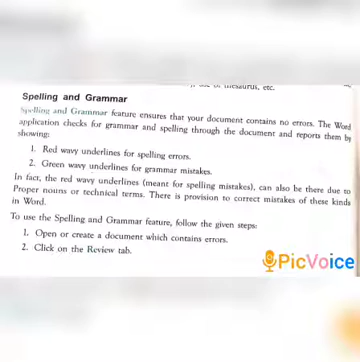 thesaurus, etc.
Spelling and Grammar
Spelling and Grammar feature ensures that your document contains no errors. The Word
application checks for grammar and spelling through the document and reports them by
showing:
1. Red wavy underlines for spelling errors.
2. Green wavy underlines for grammar mistakes.
In fact, the red wavy underlines (meant for spelling mistakes), can also be there due to
Proper nouns or technical terms. There is provision to correct mistakes of these kinds
in Word.
To use the Spelling and Grammar feature, follow the given steps:
1. Open or create a document which contains errors.
2. Click on the Review tab.
PicVoice